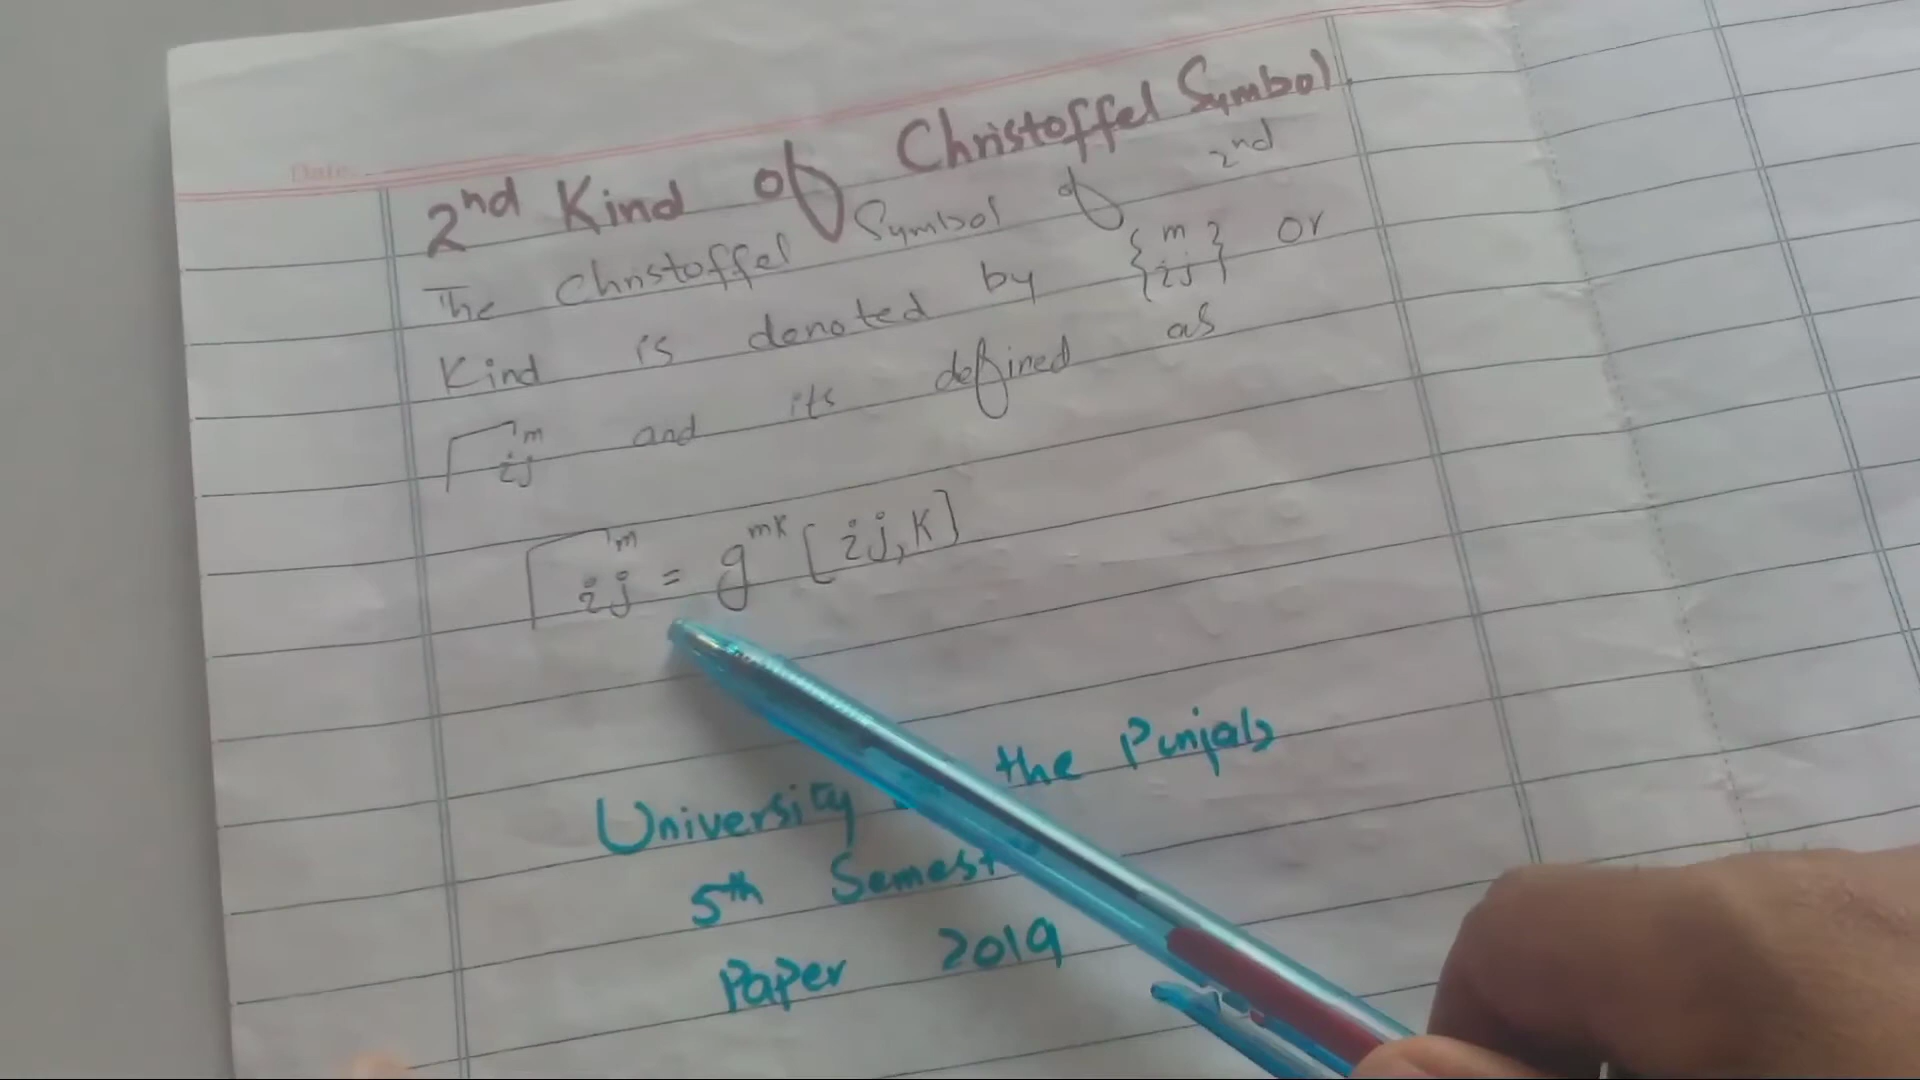 Date.
2nd Kind of Christoffel Symbol.
The Christoffel Symbol of 2nd
Kind is denoted by {m ij} or
Γ^m_ij and its defined as
Γ^m_ij = g^mk [ij,k]
University the Punjab
5th
Paper 2019